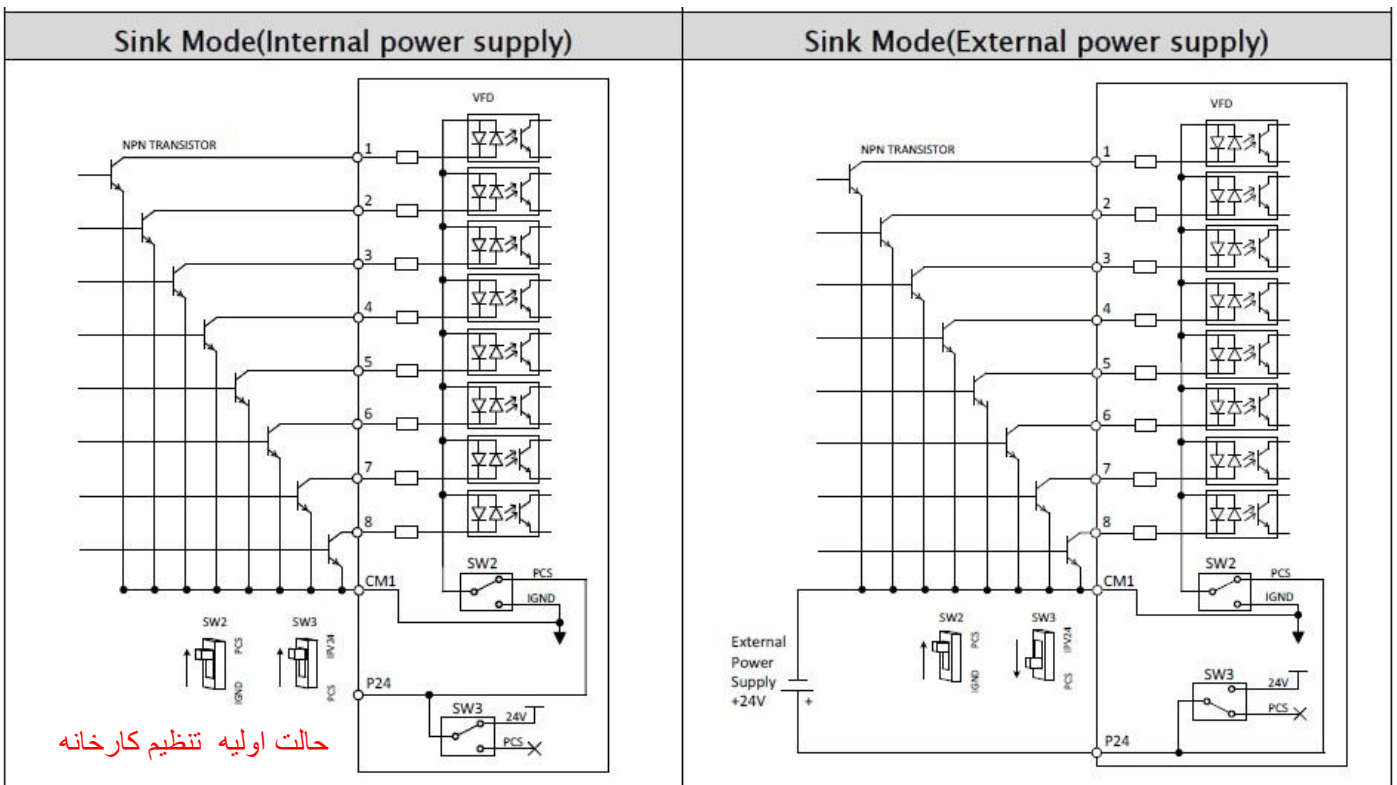 Sink Mode(Internal power supply)
VFD
NPN TRANSISTOR
1
2
3
4
5
6
7
8
CM1
SW2
PCS
IGND
SW2
PCS
IGND
SW3
IPV24
PCS
P24
SW3
24V
PCS
حالت اولیه تنظیم کارخانه
Sink Mode(External power supply)
VFD
NPN TRANSISTOR
1
2
3
4
5
6
7
8
CM1
SW2
PCS
IGND
SW2
PCS
IGND
SW3
IPV24
PCS
External
Power
Supply
+24V
+
SW3
24V
PCS
P24